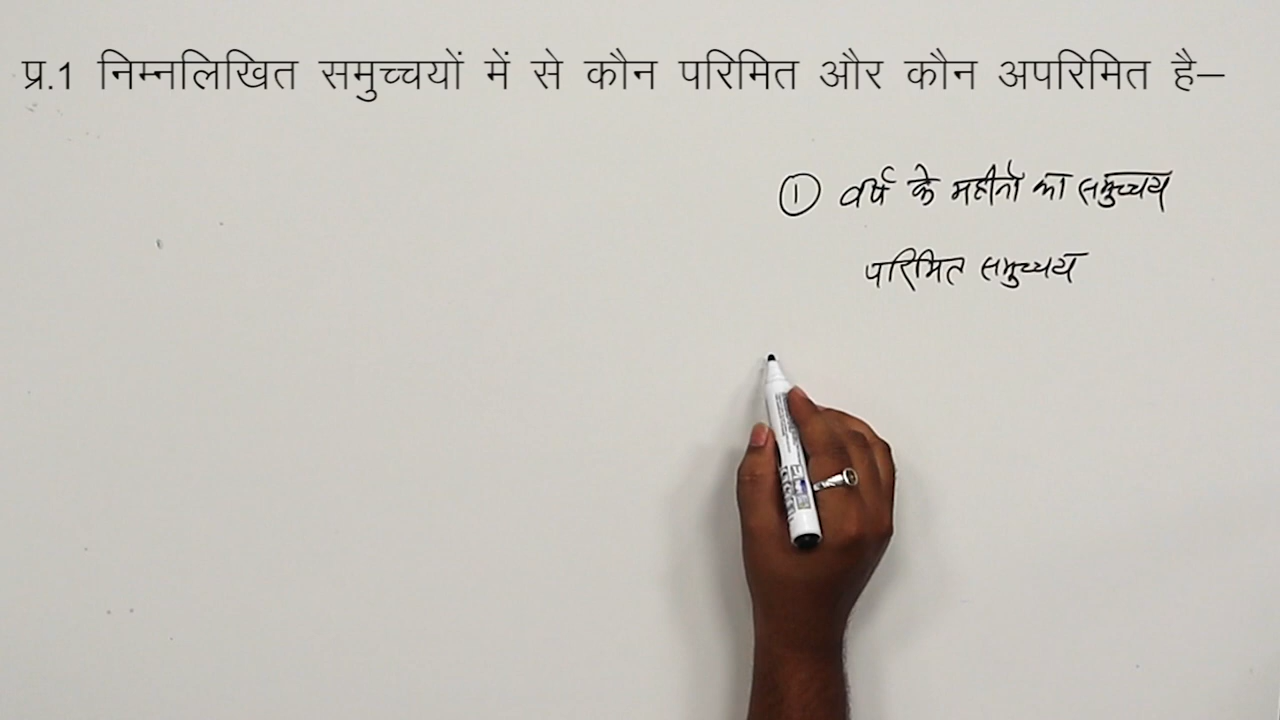 प्र.1 निम्नलिखित समुच्चयों में से कौन परिमित और कौन अपरिमित है–
① वर्ष के महीनों का समुच्चय
परिमित समुच्चय